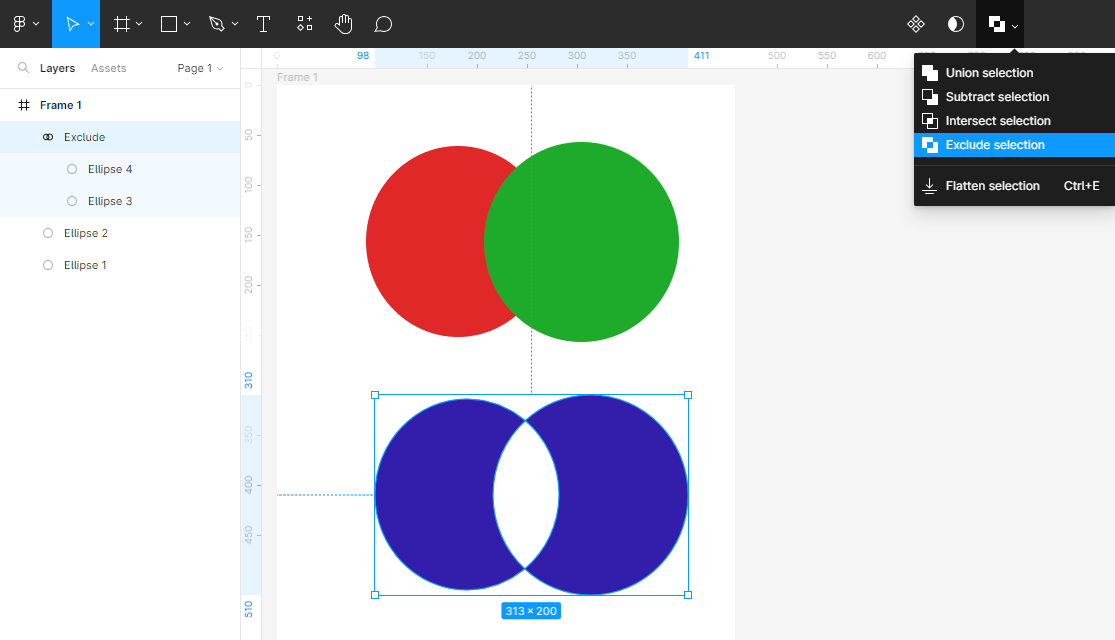 Layers Assets Page 1
Frame 1
Exclude
Ellipse 4
Ellipse 3
Ellipse 2
Ellipse 1
0 98 150 200 250 300 350 411 500 550 600
0
50
100
150
200
310
350
400
450
510
Frame 1
313 × 200
Union selection
Subtract selection
Intersect selection
Exclude selection
Flatten selection Ctrl+E